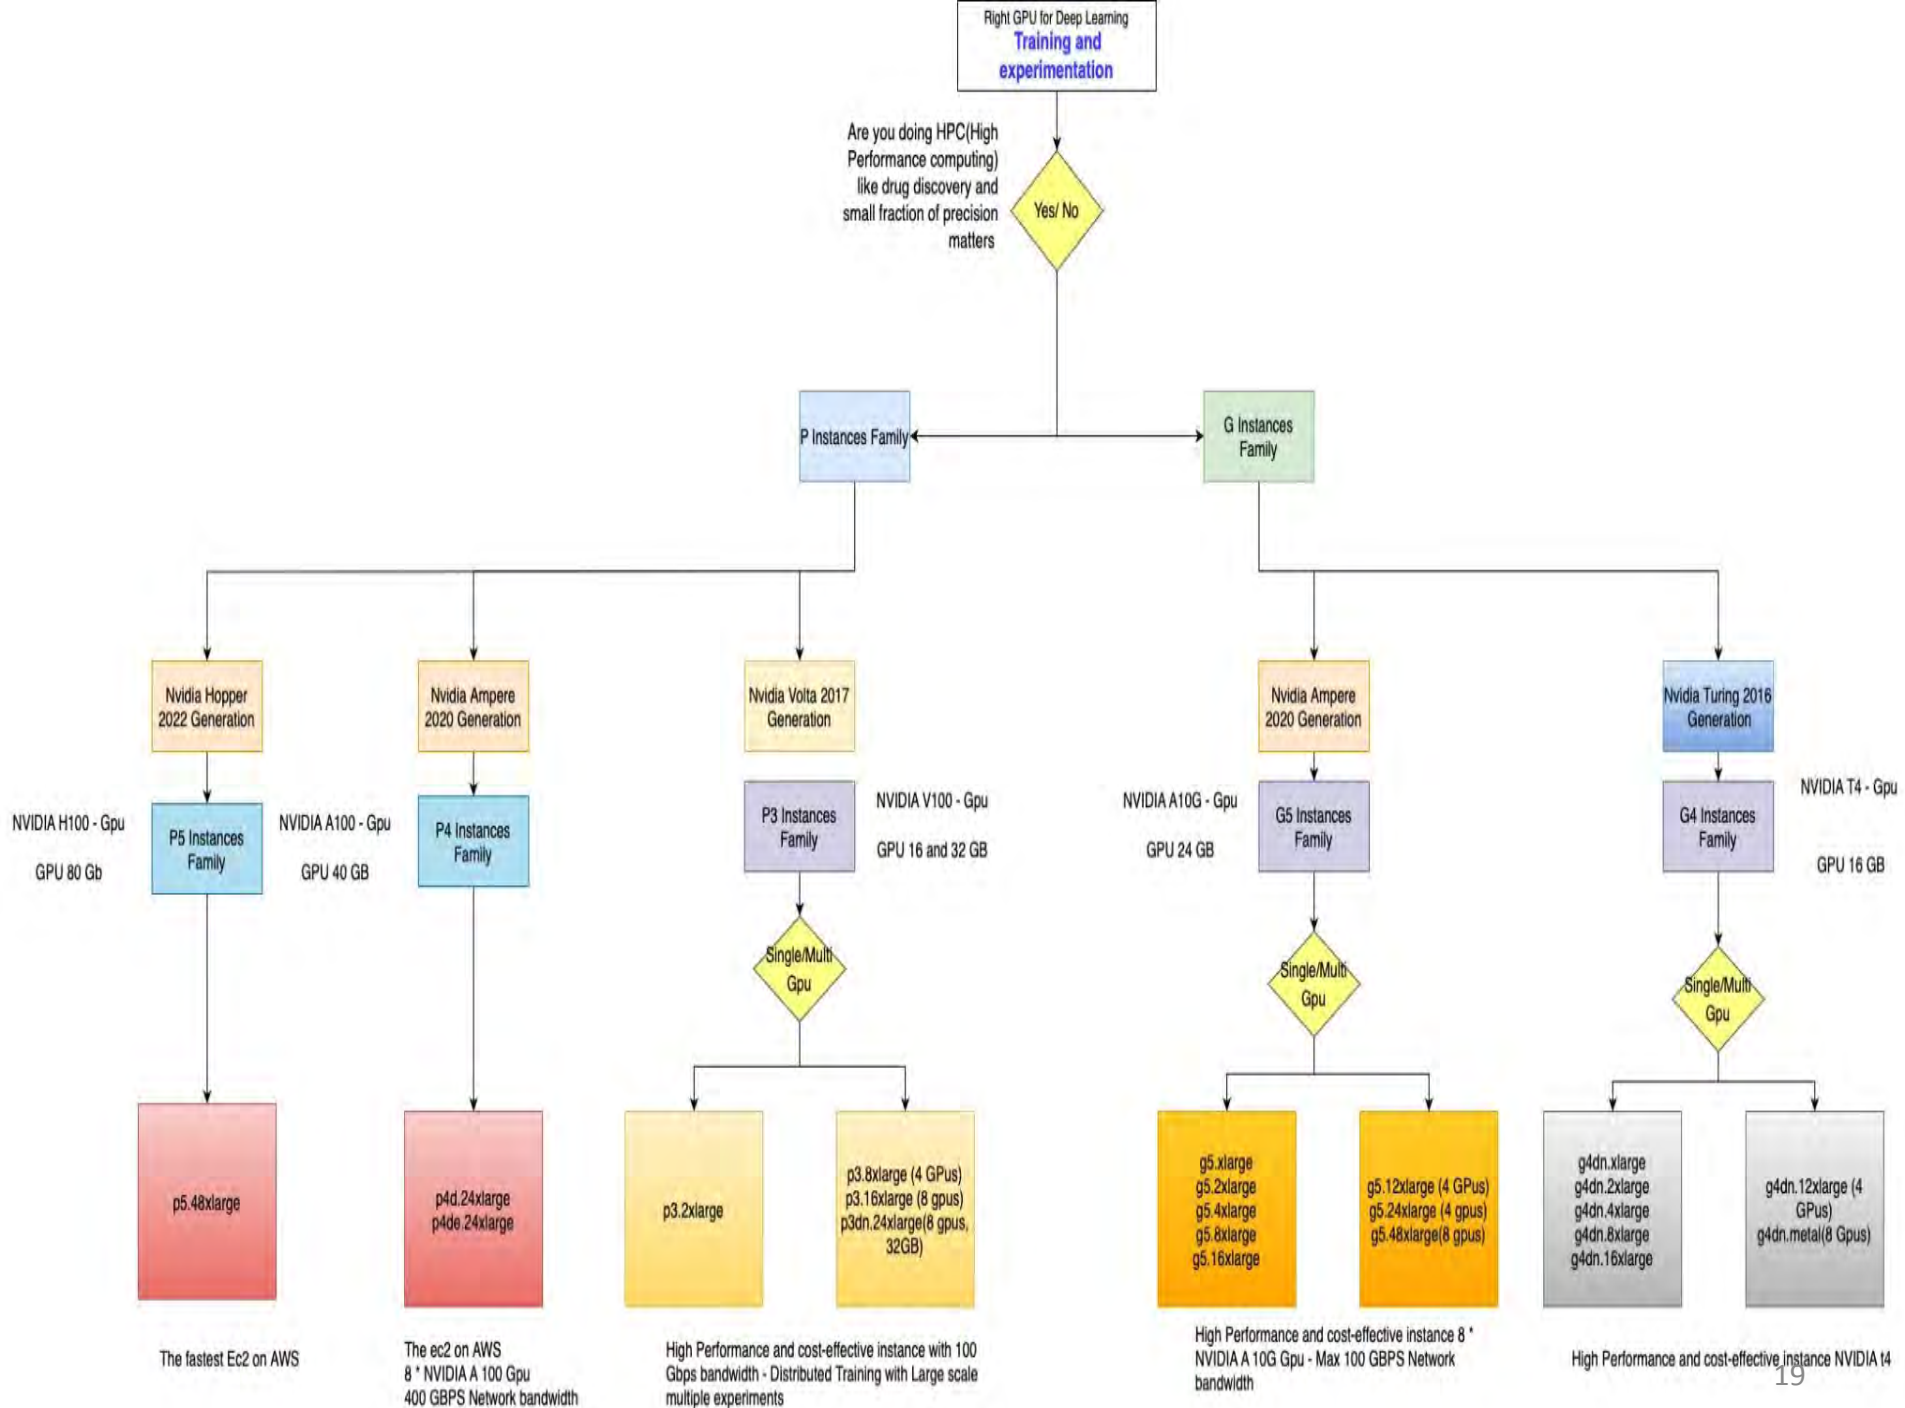 Right GPU for Deep Learning
Training and
experimentation
Are you doing HPC(High
Performance computing)
like drug discovery and
small fraction of precision
matters
Yes/ No
P Instances Family
G Instances
Family
Nvidia Hopper
2022 Generation
Nvidia Ampere
2020 Generation
Nvidia Volta 2017
Generation
Nvidia Ampere
2020 Generation
Nvidia Turing 2016
Generation
NVIDIA H100 - Gpu
GPU 80 Gb
P5 Instances
Family
NVIDIA A100 - Gpu
GPU 40 GB
P4 Instances
Family
P3 Instances
Family
NVIDIA V100 - Gpu
GPU 16 and 32 GB
NVIDIA A10G - Gpu
GPU 24 GB
G5 Instances
Family
G4 Instances
Family
NVIDIA T4 - Gpu
GPU 16 GB
Single/Multi
Gpu
Single/Multi
Gpu
Single/Multi
Gpu
p5.48xlarge
p4d.24xlarge
p4de.24xlarge
p3.2xlarge
p3.8xlarge (4 GPus)
p3.16xlarge (8 gpus)
p3dn.24xlarge(8 gpus,
32GB)
g5.xlarge
g5.2xlarge
g5.4xlarge
g5.8xlarge
g5.16xlarge
g5.12xlarge (4 GPus)
g5.24xlarge (4 gpus)
g5.48xlarge(8 gpus)
g4dn.xlarge
g4dn.2xlarge
g4dn.4xlarge
g4dn.8xlarge
g4dn.16xlarge
g4dn.12xlarge (4
GPus)
g4dn.metal(8 Gpus)
The fastest Ec2 on AWS
The ec2 on AWS
8 * NVIDIA A 100 Gpu
400 GBPS Network bandwidth
High Performance and cost-effective instance with 100
Gbps bandwidth - Distributed Training with Large scale
multiple experiments
High Performance and cost-effective instance 8 *
NVIDIA A 10G Gpu - Max 100 GBPS Network
bandwidth
High Performance and cost-effective instance NVIDIA t4
19